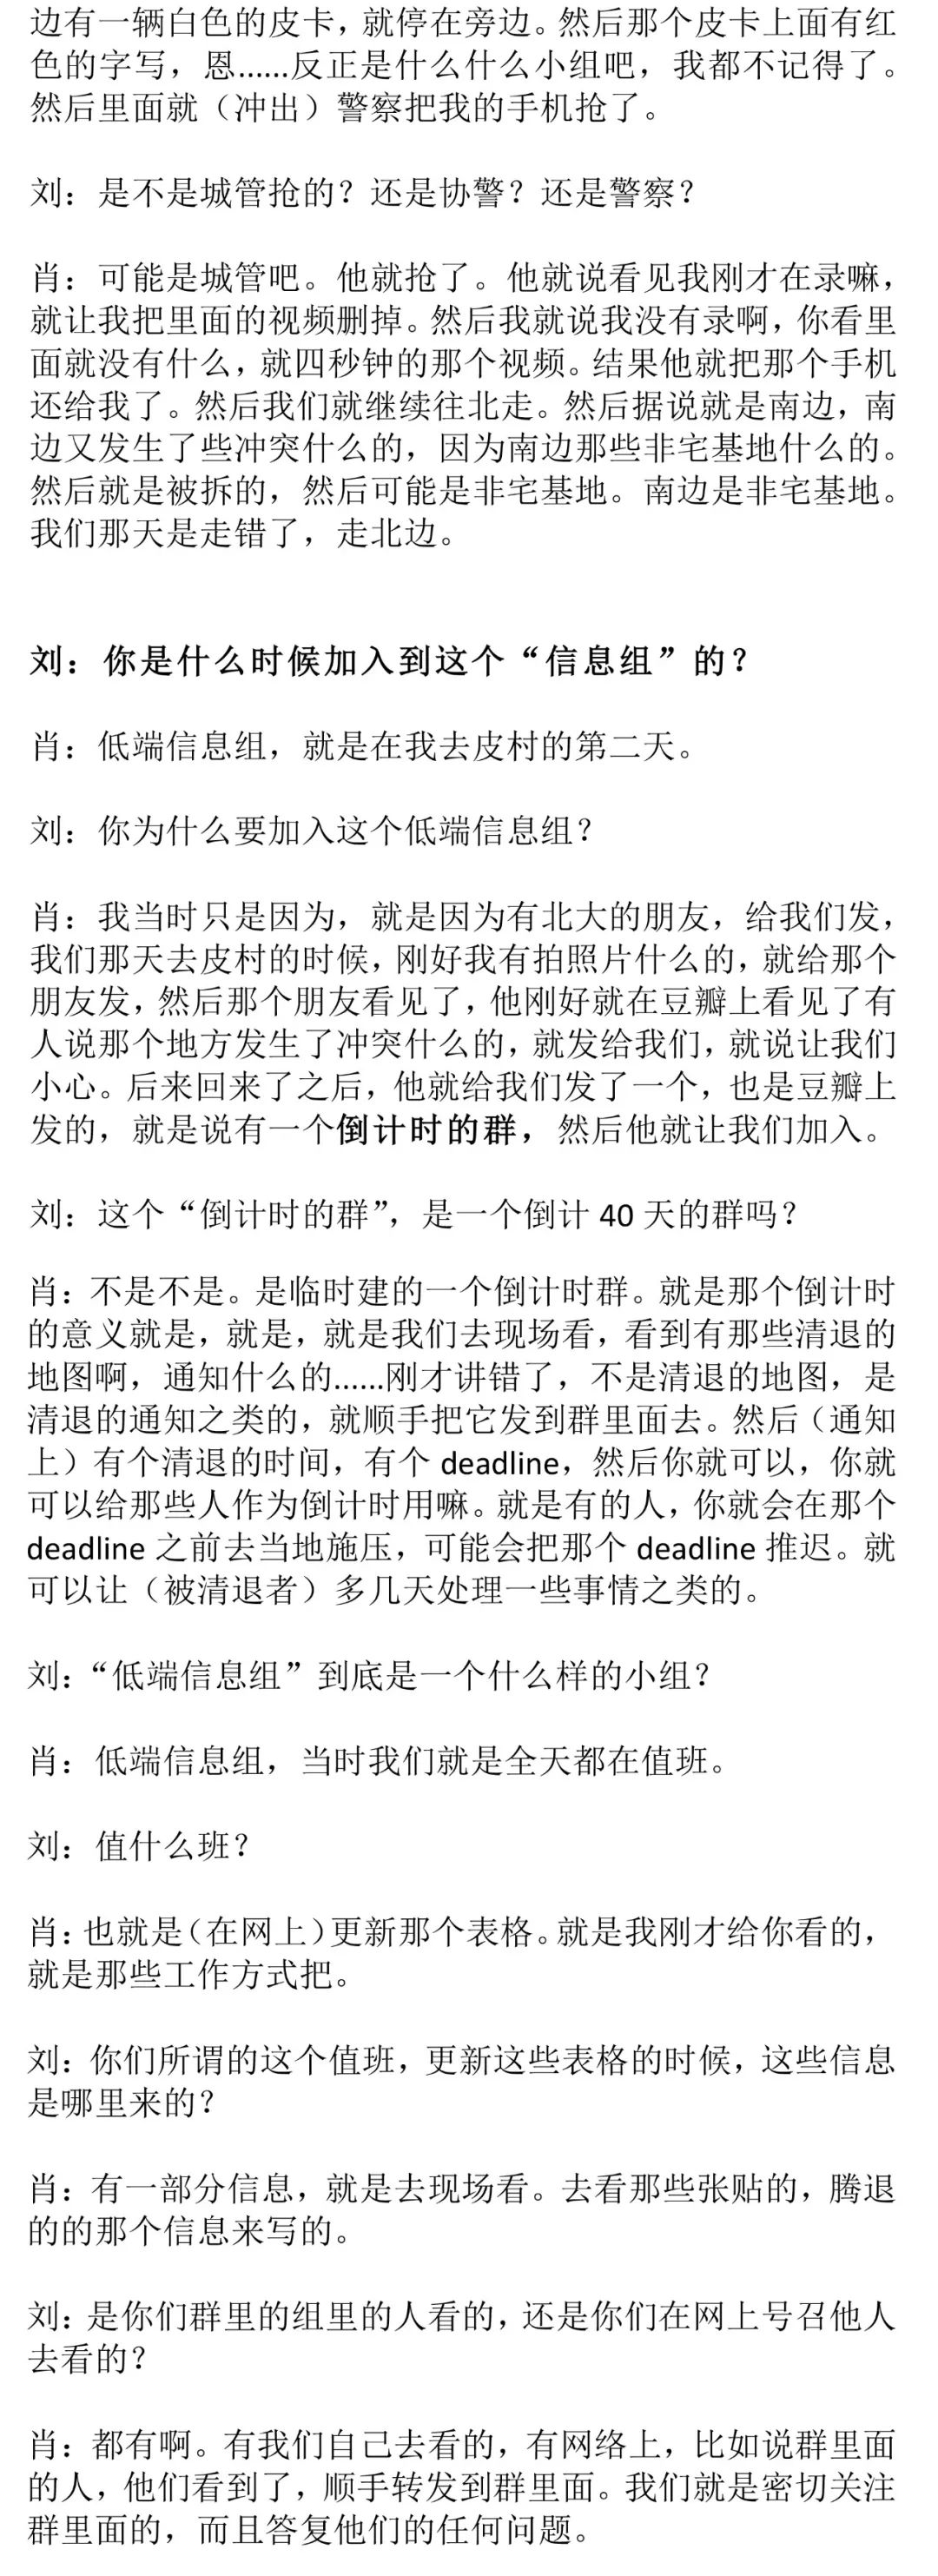 边有一辆白色的皮卡，就停在旁边。然后那个皮卡上面有红
色的字写，恩……反正是什么什么小组吧，我都不记得了。
然后里面就（冲出）警察把我的手机抢了。
刘：是不是城管抢的？还是协警？还是警察？
肖：可能是城管吧。他就抢了。他就说看见我刚才在录嘛，
就让我把里面的视频删掉。然后我就说我没有录啊，你看里
面就没有什么，就四秒钟的那个视频。结果他就把那个手机
还给我了。然后我们就继续往北走。然后据说就是南边，南
边又发生了些冲突什么的，因为南边那些非宅基地什么的。
然后就是被拆的，然后可能是非宅基地。南边是非宅基地。
我们那天是走错了，走北边。
刘：你是什么时候加入到这个“信息组”的？
肖：低端信息组，就是在我去皮村的第二天。
刘：你为什么要加入这个低端信息组？
肖：我当时只是因为，就是因为有北大的朋友，给我们发，
我们那天去皮村的时候，刚好我有拍照片什么的，就给那个
朋友发，然后那个朋友看见了，他刚好就在豆瓣上看见了有
人说那个地方发生了冲突什么的，就发给我们，就说让我们
小心。后来回来了之后，他就给我们发了一个，也是豆瓣上
发的，就是说有一个倒计时的群，然后他就让我们加入。
刘：这个“倒计时的群”，是一个倒计 40 天的群吗？
肖：不是不是。是临时建的一个倒计时群。就是那个倒计时
的意义就是，就是，就是我们去现场看，看到有那些清退的
地图啊，通知什么的……刚才讲错了，不是清退的地图，是
清退的通知之类的，就顺手把它发到群里面去。然后（通知
上）有个清退的时间，有个 deadline，然后你就可以，你就
可以给那些人作为倒计时用嘛。就是有的人，你就会在那个
deadline 之前去当地施压，可能会把那个 deadline 推迟。就
可以让（被清退者）多几天处理一些事情之类的。
刘：“低端信息组”到底是一个什么样的小组？
肖：低端信息组，当时我们就是全天都在值班。
刘：值什么班？
肖：也就是（在网上）更新那个表格。就是我刚才给你看的，
就是那些工作方式把。
刘：你们所谓的这个值班，更新这些表格的时候，这些信息
是哪里来的？
肖：有一部分信息，就是去现场看。去看那些张贴的，腾退
的的那个信息来写的。
刘：是你们群里的组里的人看的，还是你们在网上号召他人
去看的？
肖：都有啊。有我们自己去看的，有网络上，比如说群里面
的人，他们看到了，顺手转发到群里面。我们就是密切关注
群里面的，而且答复他们的任何问题。